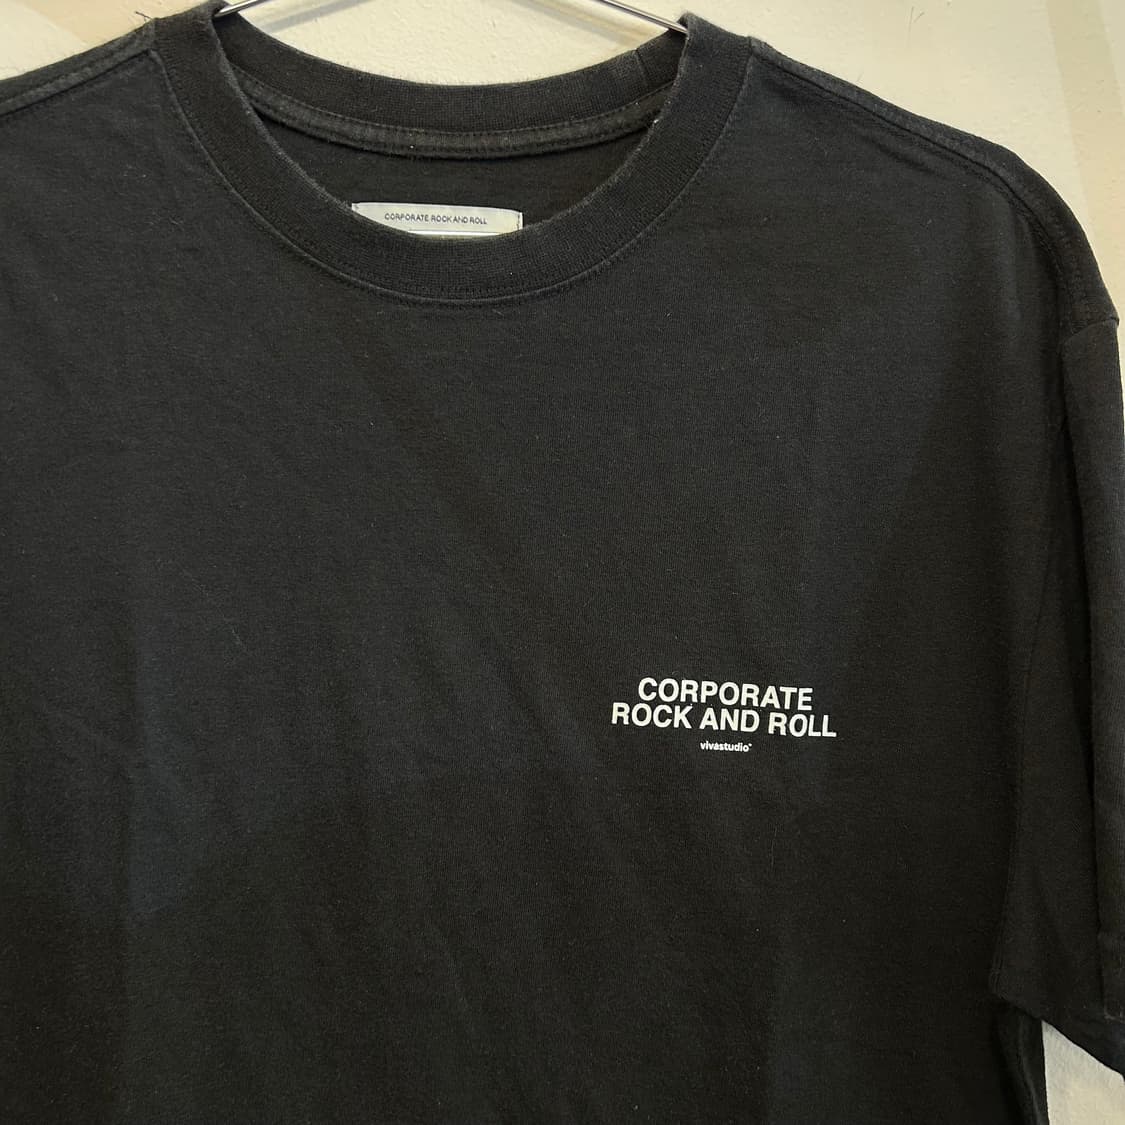 CORPORATE ROCK AND ROLL
CORPORATE
ROCK AND ROLL
vivastudio